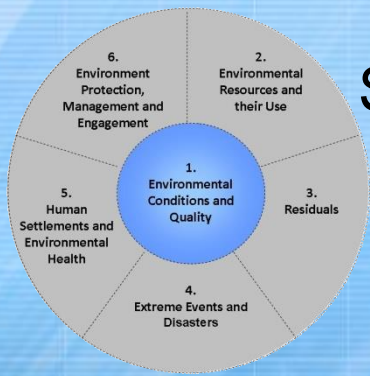 1.
Environmental
Conditions and
Quality
2.
Environmental
Resources and
their Use
3.
Residuals
4.
Extreme Events and
Disasters
5.
Human
Settlements and
Environmental
Health
6.
Environment
Protection,
Management and
Engagement
S